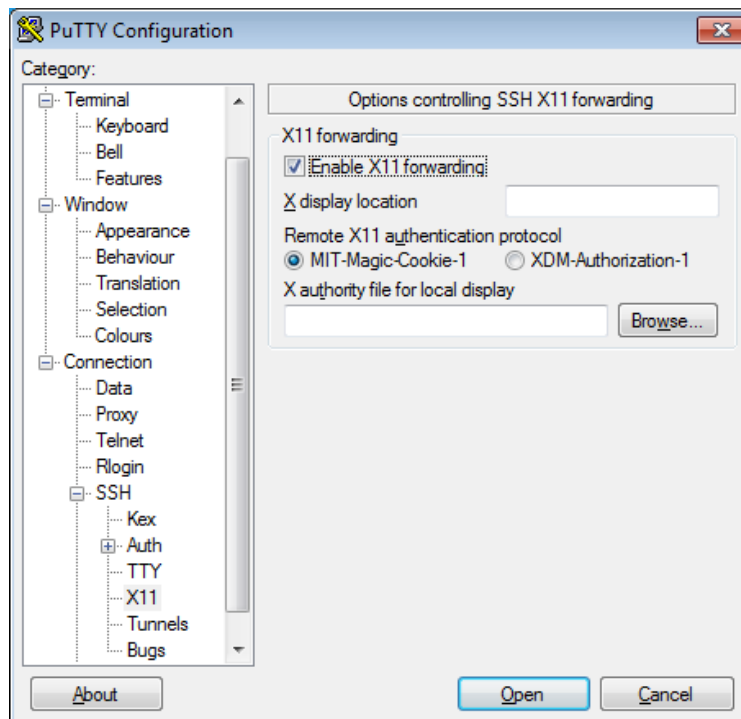 PuTTY Configuration
Category:
Terminal
Keyboard
Bell
Features
Window
Appearance
Behaviour
Translation
Selection
Colours
Connection
Data
Proxy
Telnet
Rlogin
SSH
Kex
Auth
TTY
X11
Tunnels
Bugs
Options controlling SSH X11 forwarding
X11 forwarding
Enable X11 forwarding
X display location
Remote X11 authentication protocol
MIT-Magic-Cookie-1 XDM-Authorization-1
X authority file for local display
Browse...
About Open Cancel